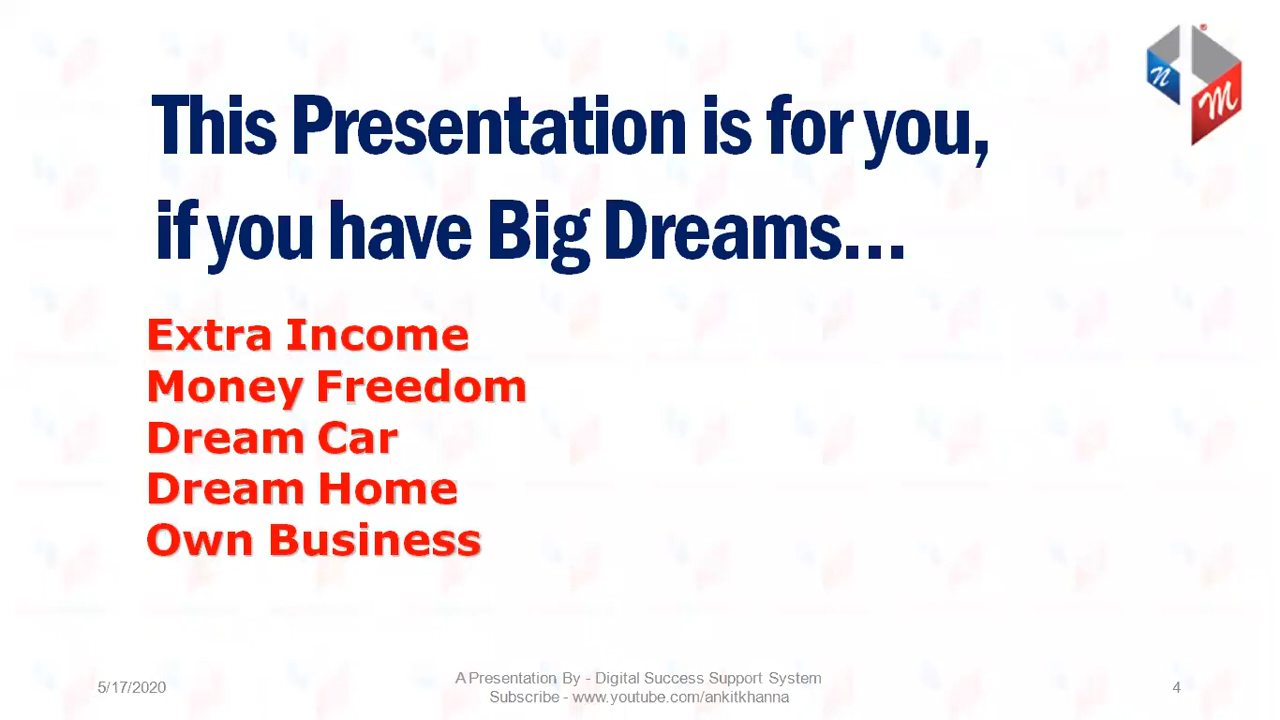 This Presentation is for you,
if you have Big Dreams...
Extra Income
Money Freedom
Dream Car
Dream Home
Own Business
n
M
5/17/2020
A Presentation By - Digital Success Support System
Subscribe - www.youtube.com/ankitkhanna
4